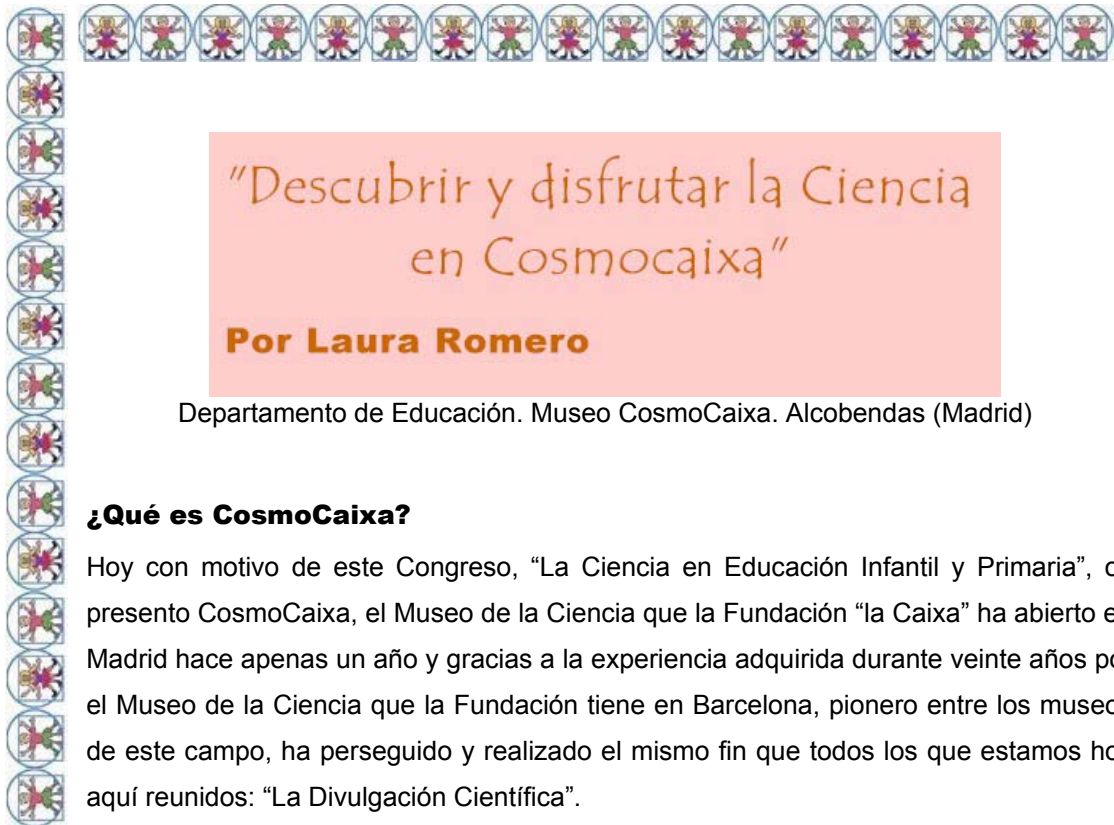 "Descubrir y disfrutar la Ciencia
en Cosmocaixa"
Por Laura Romero
Departamento de Educación. Museo CosmoCaixa. Alcobendas (Madrid)
¿Qué es CosmoCaixa?
Hoy con motivo de este Congreso, “La Ciencia en Educación Infantil y Primaria”,
presento CosmoCaixa, el Museo de la Ciencia que la Fundación “la Caixa” ha abierto
Madrid hace apenas un año y gracias a la experiencia adquirida durante veinte años
el Museo de la Ciencia que la Fundación tiene en Barcelona, pionero entre los museo
de este campo, ha perseguido y realizado el mismo fin que todos los que estamos
aquí reunidos: “La Divulgación Científica”.